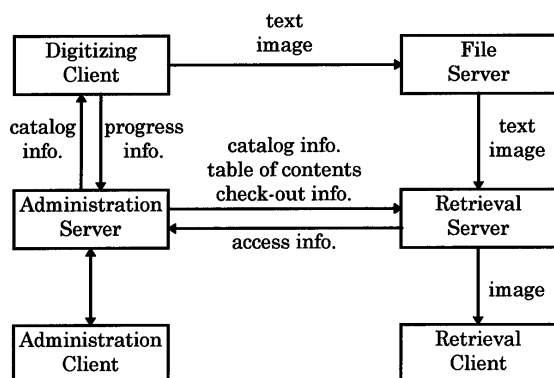 text
image
Digitizing
Client
File
Server
catalog
info.
progress
info.
text
image
catalog info.
table of contents
check-out info.
Administration
Server
Retrieval
Server
access info.
image
Administration
Client
Retrieval
Client